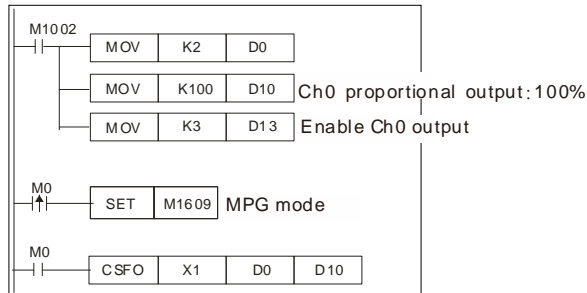 M1002
MOV K2 D0
MOV K100 D10 Ch0 proportional output: 100%
MOV K3 D13 Enable Ch0 output
M0
SET M1609 MPG mode
M0
CSFO X1 D0 D10